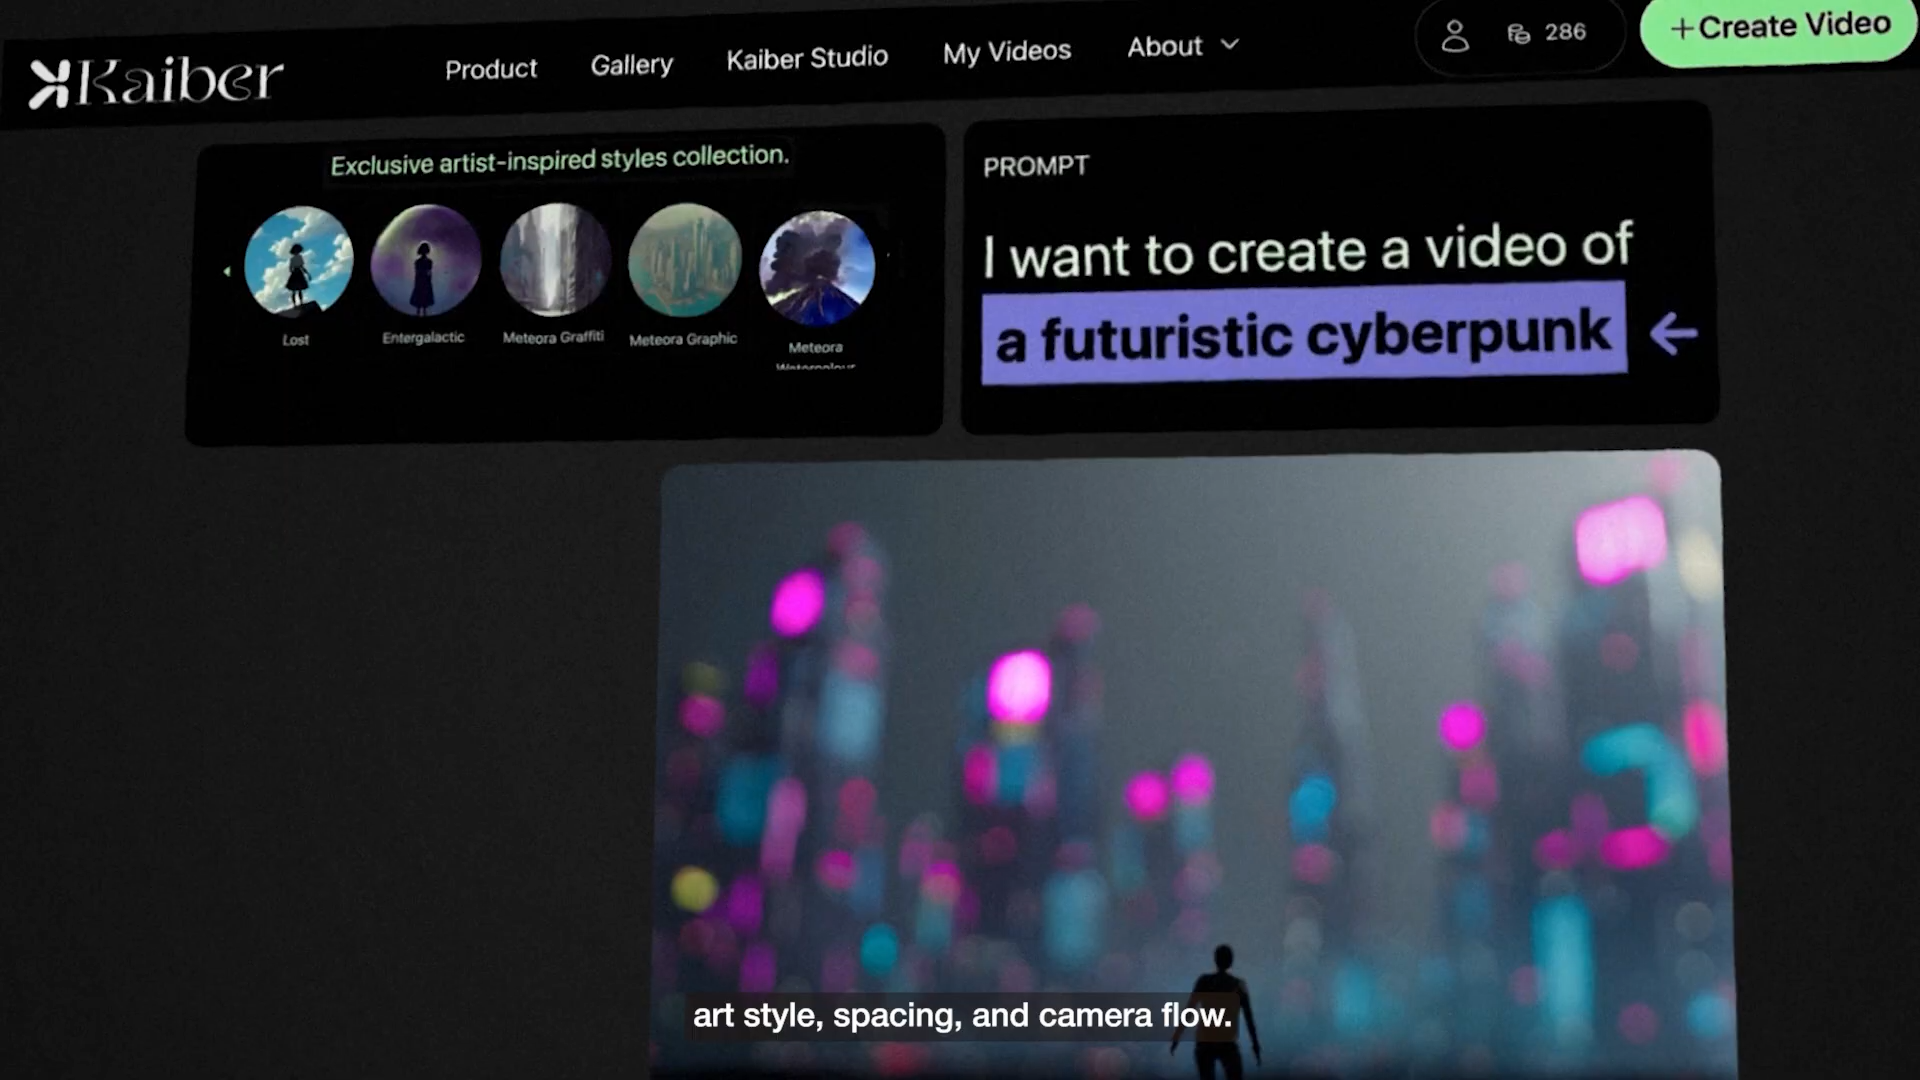 Kaiber
Product
Gallery
Kaiber Studio
My Videos
About
286
+Create Video
Exclusive artist-inspired styles collection.
Lost
Entergalactic
Meteora Graffiti
Meteora Graphic
Meteora
PROMPT
I want to create a video of
a futuristic cyberpunk
art style, spacing, and camera flow.